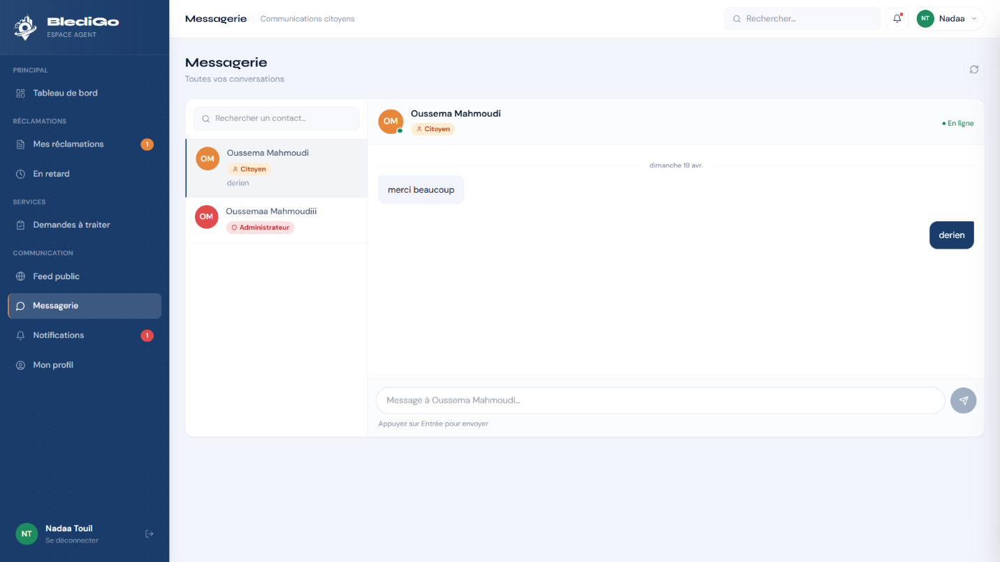 BlediGo
ESPACE AGENT
PRINCIPAL
Tableau de bord
RÉCLAMATIONS
Mes réclamations 1
En retard
SERVICES
Demandes à traiter
COMMUNICATION
Feed public
Messagerie
Notifications 1
Mon profil
NT
Nadaa Touil
Se déconnecter
Messagerie Communications citoyens
Rechercher...
NT Nadaa
Messagerie
Toutes vos conversations
Rechercher un contact...
OM
Oussema Mahmoudi
Citoyen
derien
OM
Oussemaa Mahmoudiii
Administrateur
OM
Oussema Mahmoudi
Citoyen
En ligne
dimanche 19 avr.
merci beaucoup
derien
Message à Oussema Mahmoudi...
Appuyez sur Entrée pour envoyer